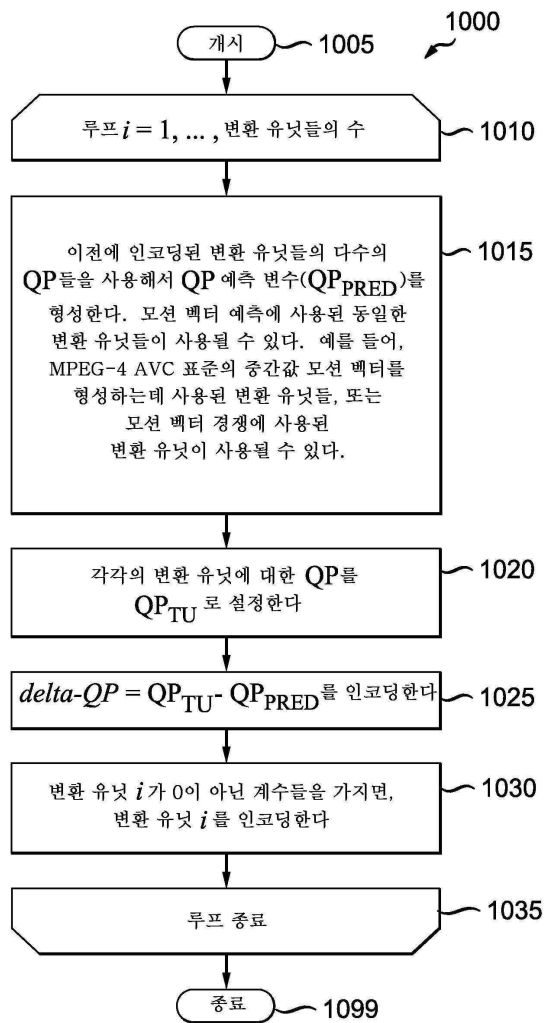 1000
개시 1005
루프 i = 1, ... , 변환 유닛들의 수 1010
1015
이전에 인코딩된 변환 유닛들의 다수의
QP들을 사용해서 QP 예측 변수(QP_PRED)를
형성한다. 모션 벡터 예측에 사용된 동일한
변환 유닛들이 사용될 수 있다. 예를 들어,
MPEG-4 AVC 표준의 중간값 모션 벡터를
형성하는데 사용된 변환 유닛들, 또는
모션 벡터 경쟁에 사용된
변환 유닛이 사용될 수 있다.
각각의 변환 유닛에 대한 QP를 1020
QP_TU 로 설정한다
delta-QP = QP_TU- QP_PRED를 인코딩한다 1025
변환 유닛 i가 0이 아닌 계수들을 가지면, 1030
변환 유닛 i를 인코딩한다
루프 종료 1035
종료 1099